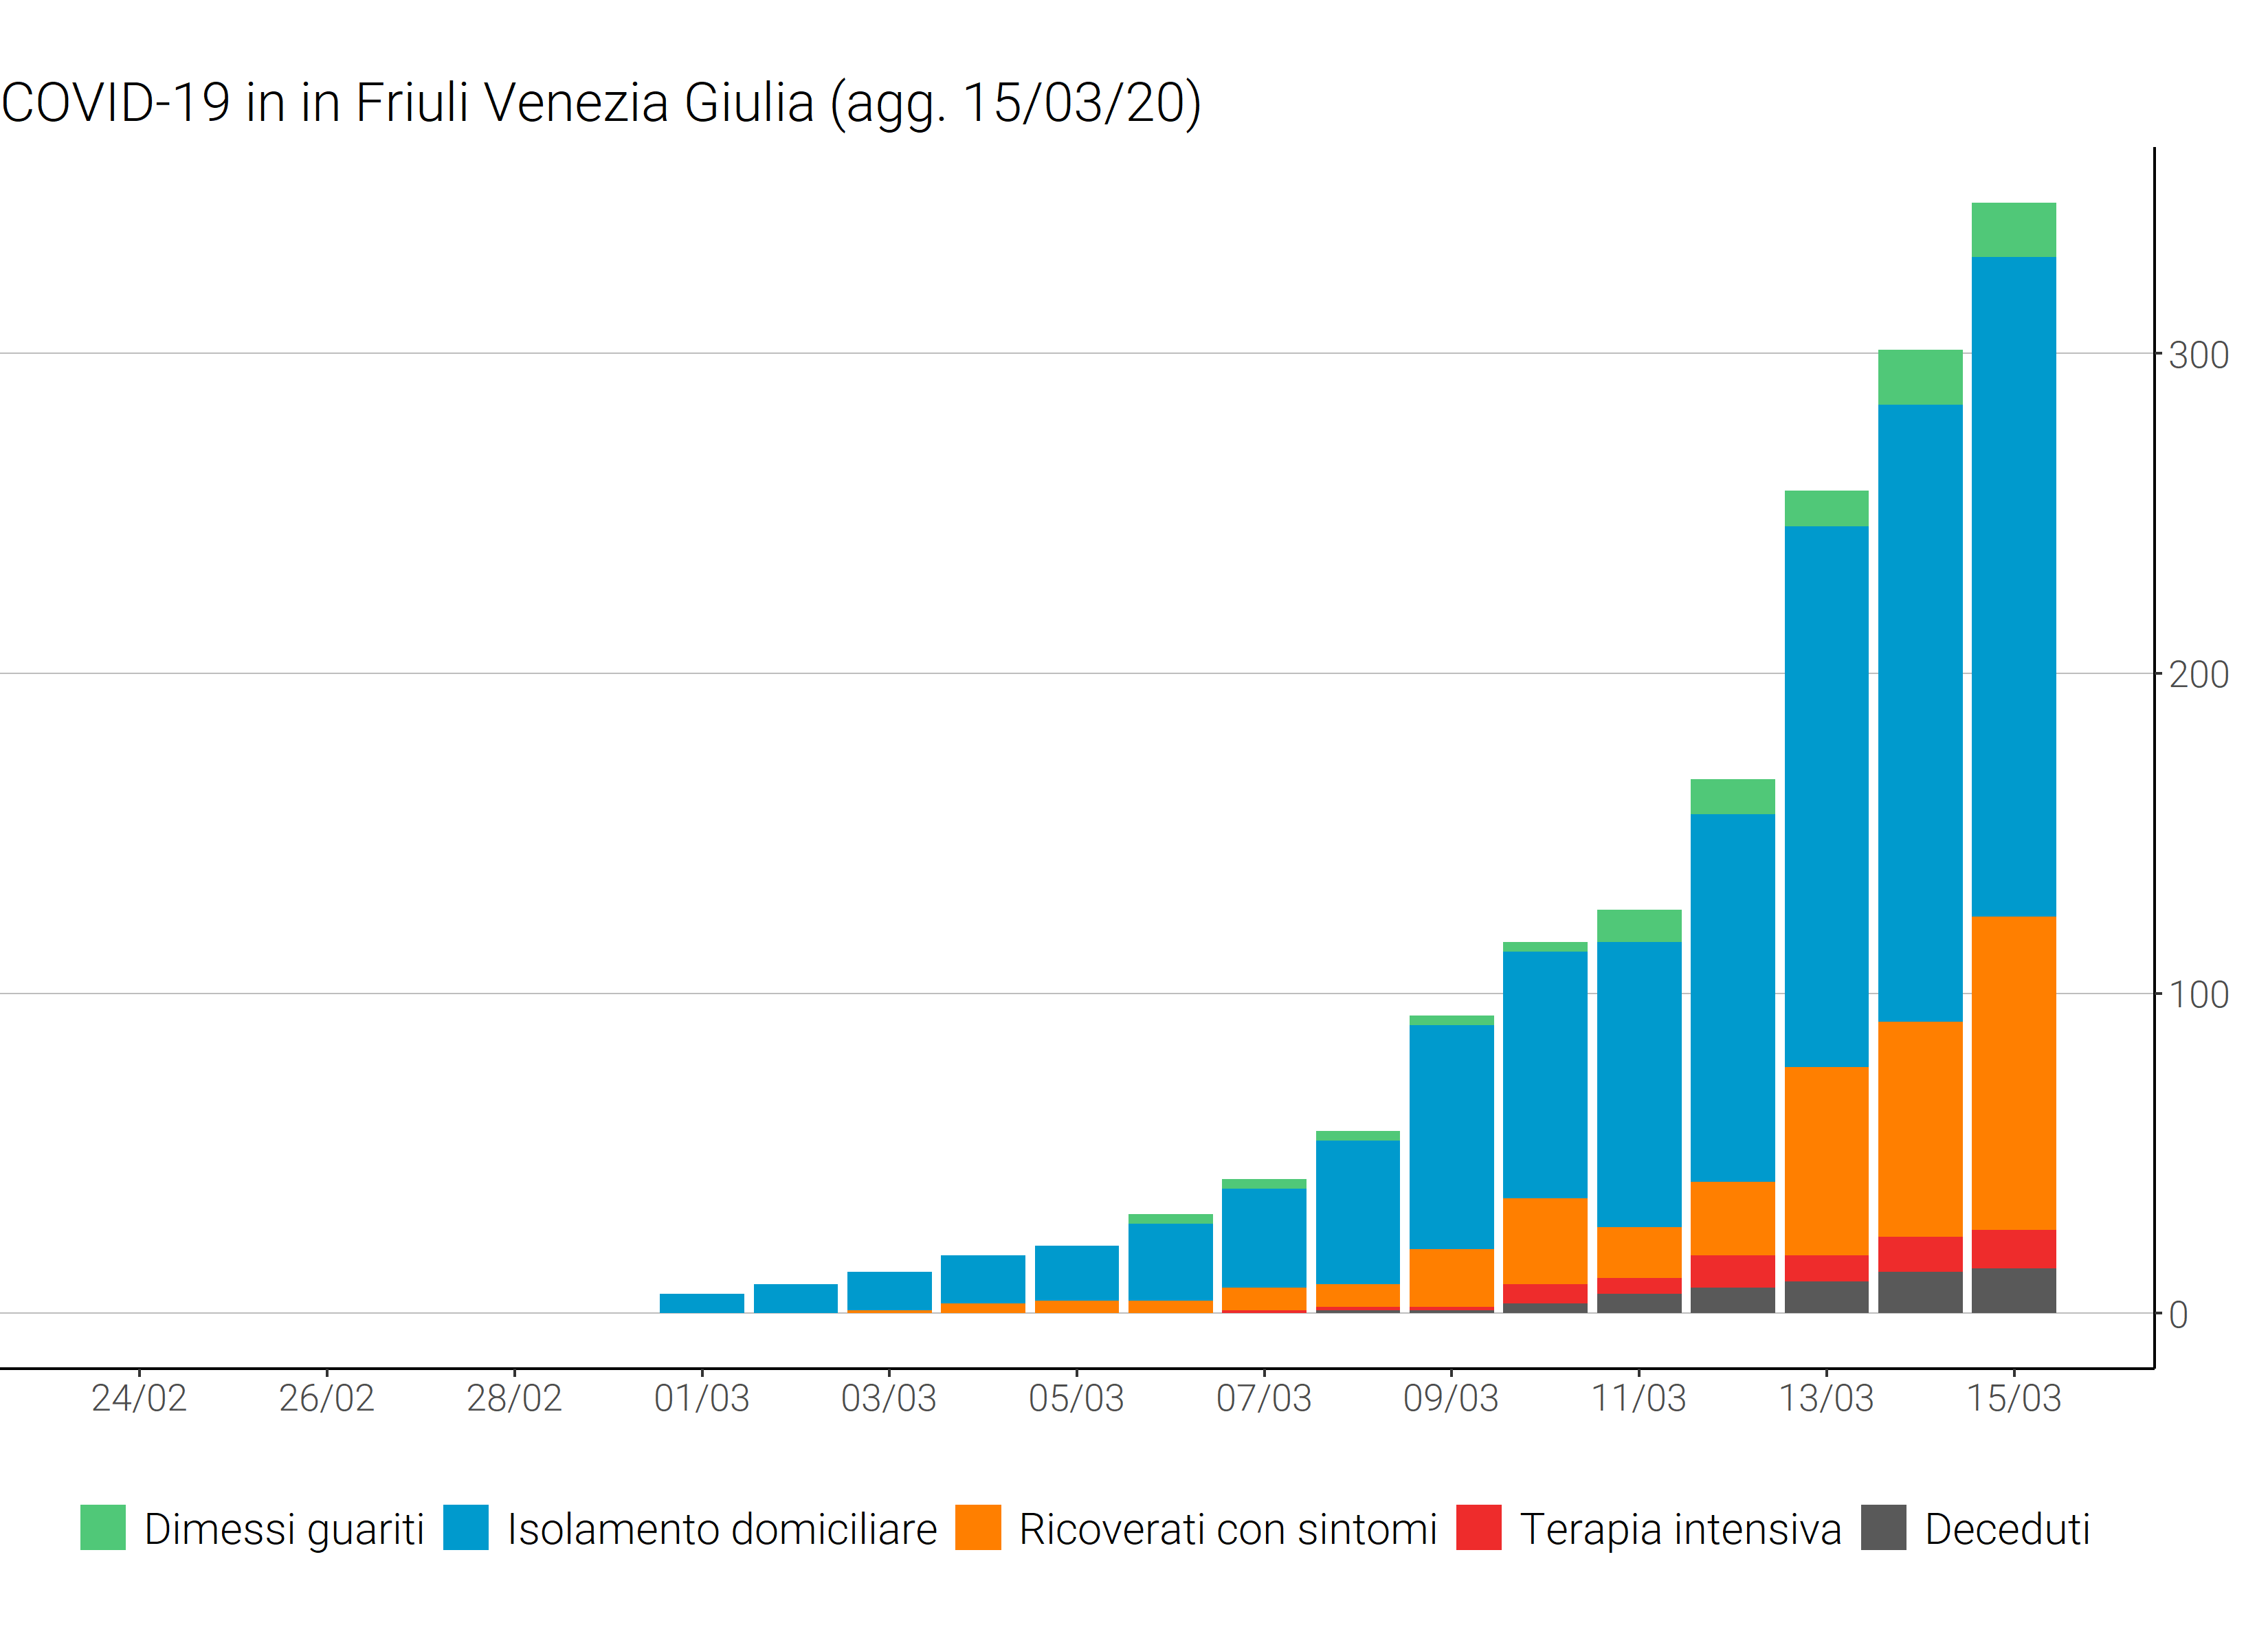 COVID-19 in in Friuli Venezia Giulia (agg. 15/03/20)
300
200
100
0
24/02 26/02 28/02 01/03 03/03 05/03 07/03 09/03 11/03 13/03 15/03
Dimessi guariti Isolamento domiciliare Ricoverati con sintomi Terapia intensiva Deceduti